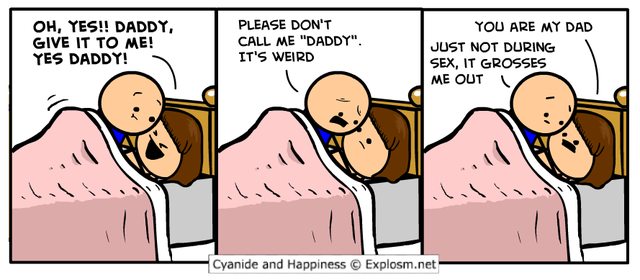 OH, YES!! DADDY,
GIVE IT TO ME!
YES DADDY!
PLEASE DON'T
CALL ME "DADDY".
IT'S WEIRD
YOU ARE MY DAD
JUST NOT DURING
SEX, IT GROSSES
ME OUT
Cyanide and Happiness © Explosm.net